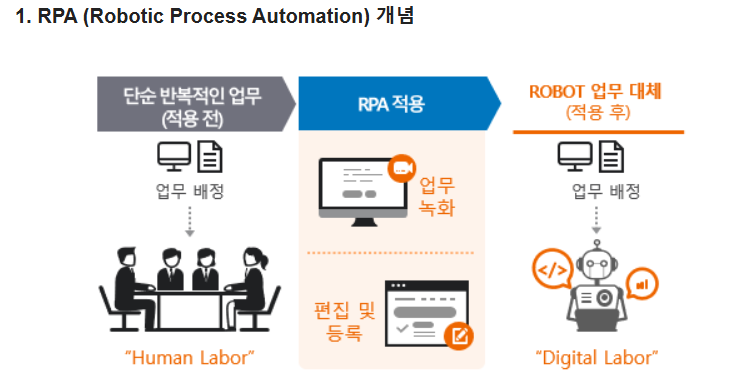 1. RPA (Robotic Process Automation) 개념
단순 반복적인 업무
(적용 전)
RPA 적용
ROBOT 업무 대체
(적용 후)
업무 배정
업무
녹화
업무 배정
</>
편집 및
등록
“Human Labor”
“Digital Labor”